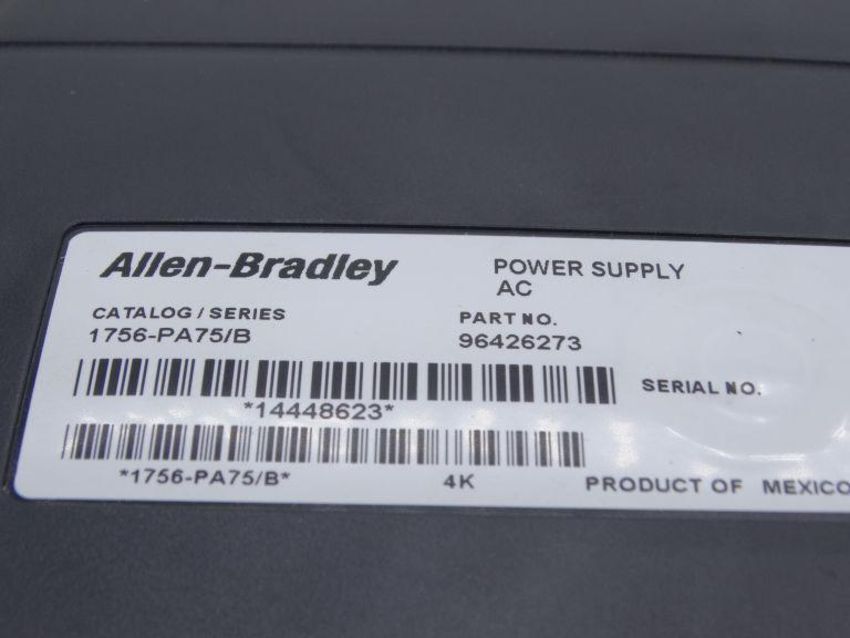 Allen-Bradley
POWER SUPPLY
AC
CATALOG / SERIES
1756-PA75/B
PART NO.
96426273
*14448623*
SERIAL NO.
*1756-PA75/B*
4K
PRODUCT OF MEXICO